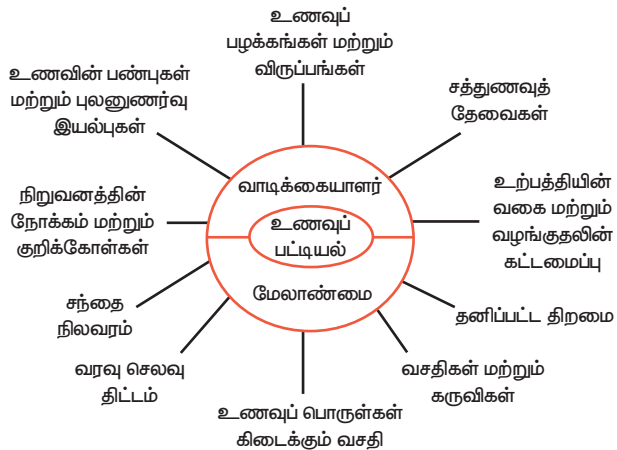 உணவுப்
பழக்கங்கள் மற்றும்
விருப்பங்கள்
உணவின் பண்புகள்
மற்றும் புலனுணர்வு
இயல்புகள்
சத்துணவுத்
தேவைகள்
வாடிக்கையாளர்
நிறுவனத்தின்
நோக்கம் மற்றும்
குறிக்கோள்கள்
உணவுப்
பட்டியல்
உற்பத்தியின்
வகை மற்றும்
வழங்குதலின்
கட்டமைப்பு
மேலாண்மை
சந்தை
நிலவரம்
தனிப்பட்ட திறமை
வரவு செலவு
திட்டம்
வசதிகள் மற்றும்
கருவிகள்
உணவுப் பொருள்கள்
கிடைக்கும் வசதி